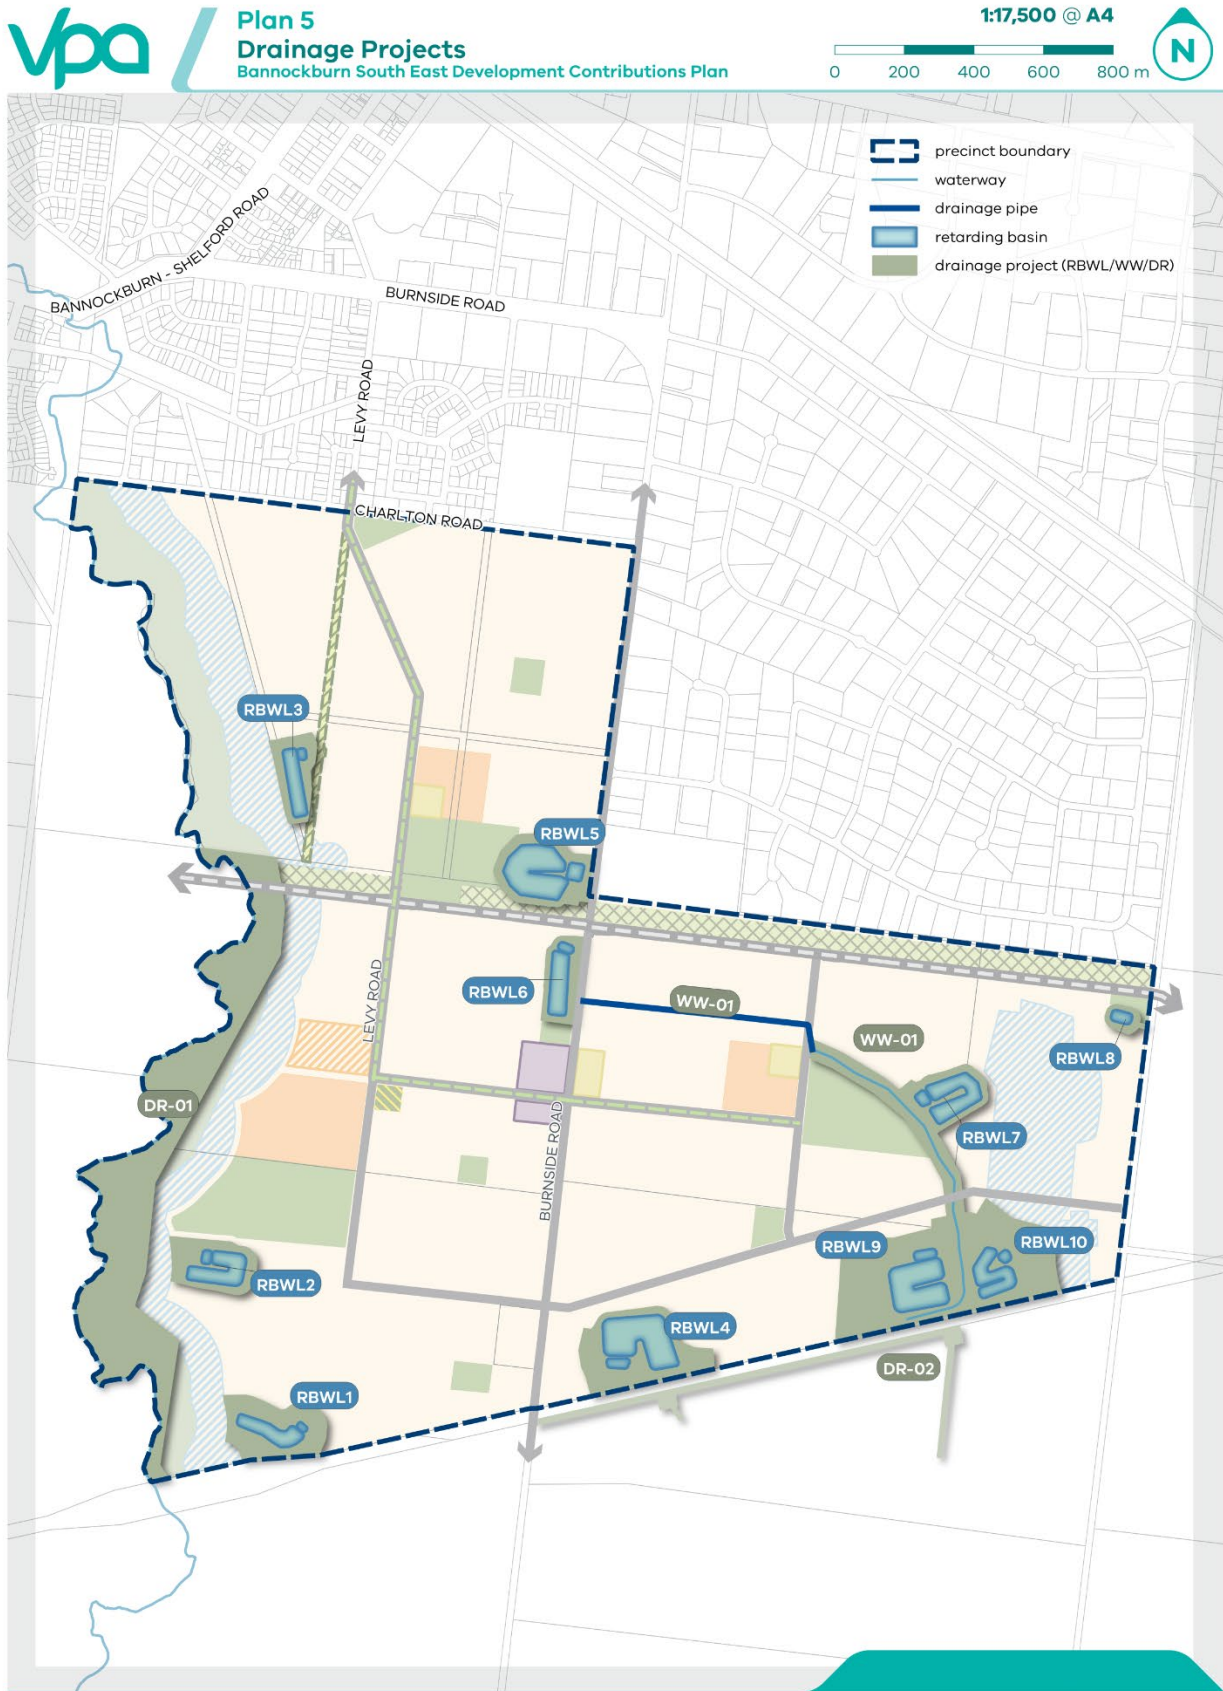 vpa
Plan 5
Drainage Projects
Bannockburn South East Development Contributions Plan
1:17,500 @ A4
0 200 400 600 800 m
N
precinct boundary
waterway
drainage pipe
retarding basin
drainage project (RBWL/WW/DR)
BANNOCKBURN - SHELFORD ROAD
BURNSIDE ROAD
LEVY ROAD
CHARLTON ROAD
RBWL3
RBWL5
RBWL6
LEVY ROAD
WW-01
WW-01
RBWL8
DR-01
RBWL7
BURNSIDE ROAD
RBWL9
RBWL10
RBWL2
RBWL4
DR-02
RBWL1